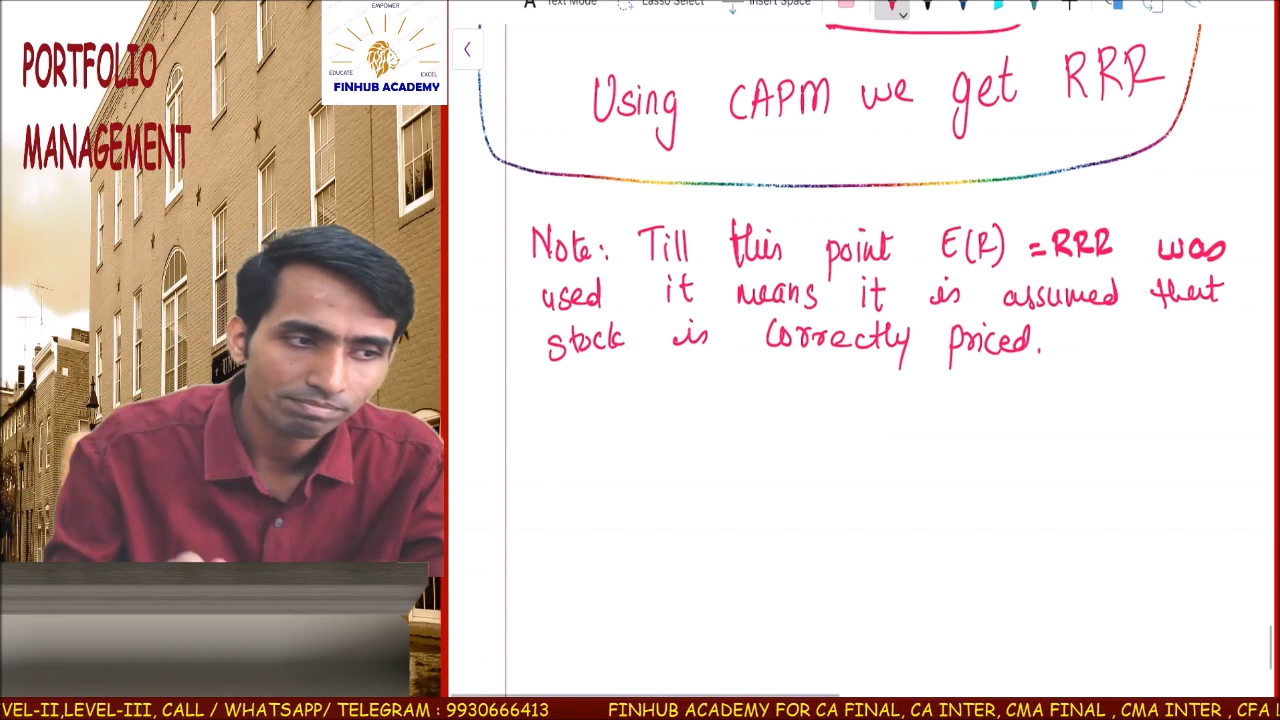 A Text Mode Lasso Select Insert Space
PORTFOLIO
MANAGEMENT
EMPOWER
EDUCATE EXCEL
FINHUB ACADEMY
Using CAPM we get RRR
Note: Till this point E(R) = RRR was
used it means it is assumed that
stock is Correctly priced.
VEL-II,LEVEL-III, CALL / WHATSAPP/ TELEGRAM : 9930666413 FINHUB ACADEMY FOR CA FINAL, CA INTER, CMA FINAL , CMA INTER , CFA